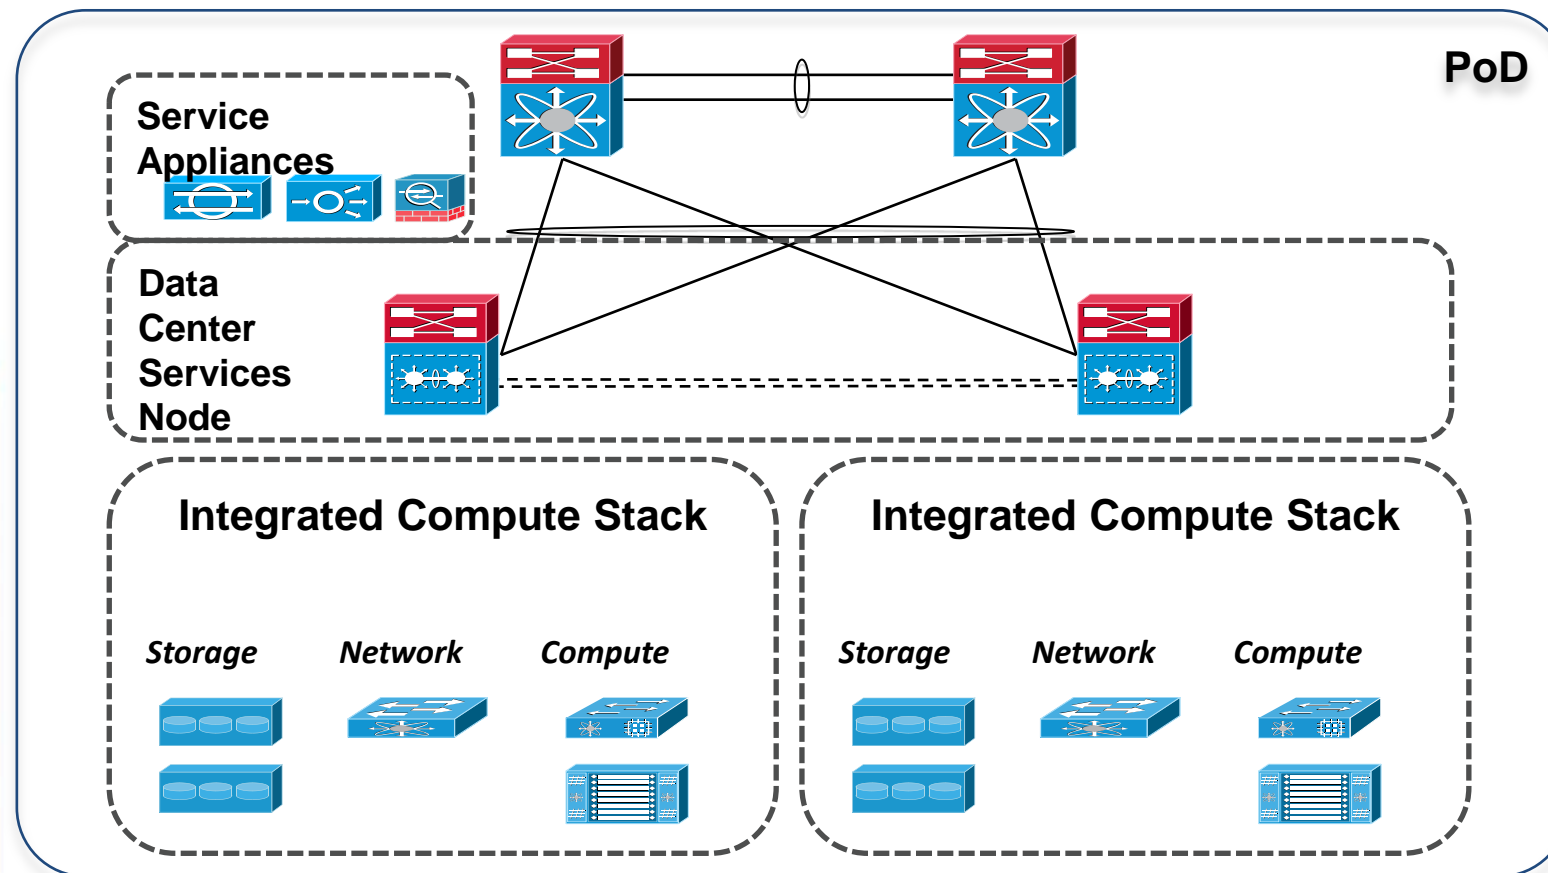 PoD
Service
Appliances
Data
Center
Services
Node
Integrated Compute Stack
Storage Network Compute
Integrated Compute Stack
Storage Network Compute